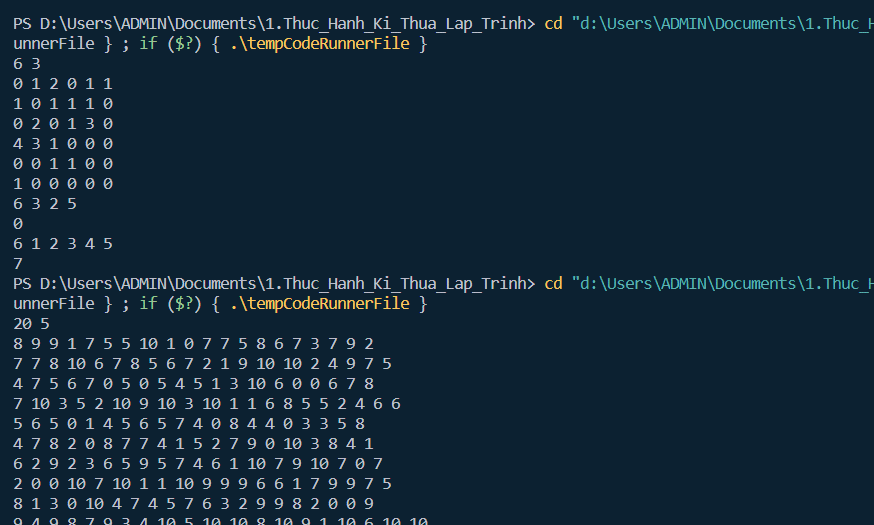 PS D:\Users\ADMIN\Documents\1.Thuc_Hanh_Ki_Thua_Lap_Trinh> cd "d:\Users\ADMIN\Documents\1.Thuc_H
unnerFile } ; if ($?) { .\tempCodeRunnerFile }
6 3
0 1 2 0 1 1
1 0 1 1 1 0
0 2 0 1 3 0
4 3 1 0 0 0
0 0 1 1 0 0
1 0 0 0 0 0
6 3 2 5
0
6 1 2 3 4 5
7
PS D:\Users\ADMIN\Documents\1.Thuc_Hanh_Ki_Thua_Lap_Trinh> cd "d:\Users\ADMIN\Documents\1.Thuc_H
unnerFile } ; if ($?) { .\tempCodeRunnerFile }
20 5
8 9 9 1 7 5 5 10 1 0 7 7 5 8 6 7 3 7 9 2
7 7 8 10 6 7 8 5 6 7 2 1 9 10 10 2 4 9 7 5
4 7 5 6 7 0 5 0 5 4 5 1 3 10 6 0 0 6 7 8
7 10 3 5 2 10 9 10 3 10 1 1 6 8 5 5 2 4 6 6
5 6 5 0 1 4 5 6 5 7 4 0 8 4 4 0 3 3 5 8
4 7 8 2 0 8 7 7 4 1 5 2 7 9 0 10 3 8 4 1
6 2 9 2 3 6 5 9 5 7 4 6 1 10 7 9 10 7 0 7
2 0 0 10 7 10 1 1 10 9 9 9 6 6 1 7 9 9 7 5
8 1 3 0 10 4 7 4 5 7 6 3 2 9 9 8 2 0 0 9
9 4 9 8 7 9 3 4 10 5 10 10 8 10 9 1 10 6 10 10